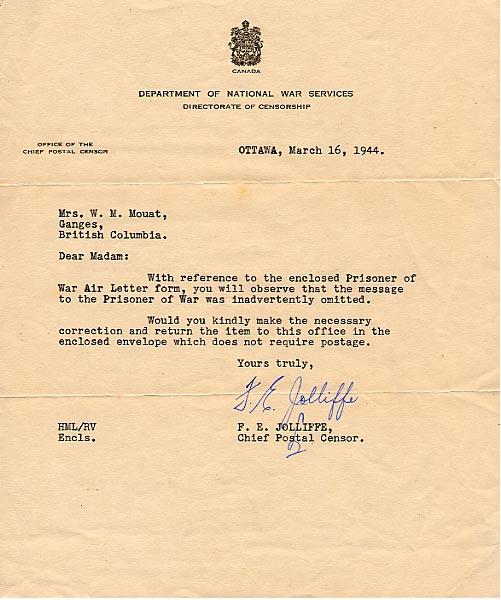 CANADA
DEPARTMENT OF NATIONAL WAR SERVICES
DIRECTORATE OF CENSORSHIP
OFFICE OF THE
CHIEF POSTAL CENSOR
OTTAWA, March 16, 1944.
Mrs. W. M. Mouat,
Ganges,
British Columbia.
Dear Madam:
With reference to the enclosed Prisoner of
War Air Letter form, you will observe that the message
to the Prisoner of War was inadvertently omitted.
Would you kindly make the necessary
correction and return the item to this office in the
enclosed envelope which does not require postage.
Yours truly,
F. E. Jolliffe
HML/RV
Encls.
F. E. JOLLIFFE,
Chief Postal Censor.